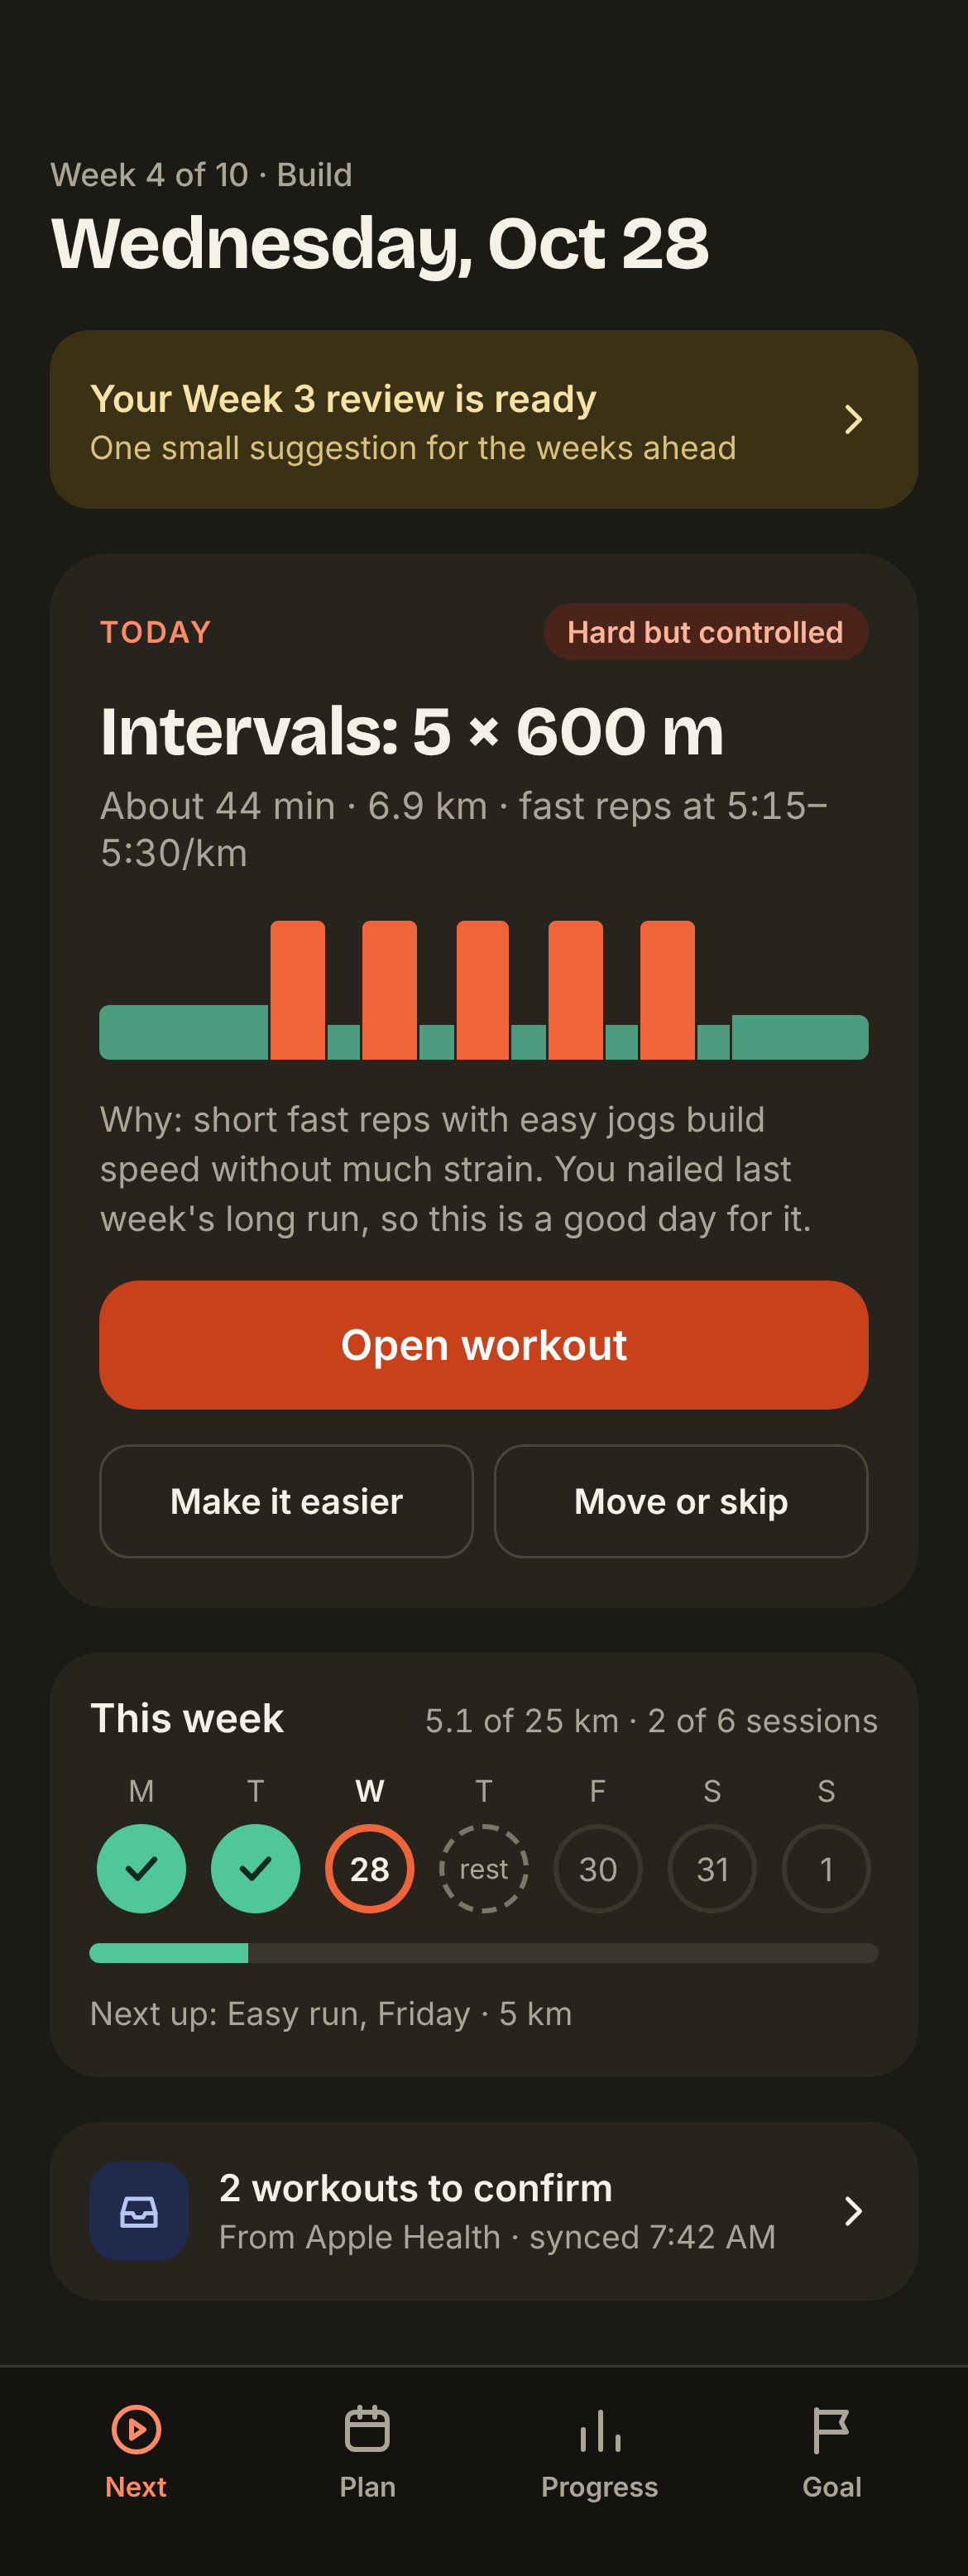 Week 4 of 10 · Build
Wednesday, Oct 28
Your Week 3 review is ready
One small suggestion for the weeks ahead
TODAY
Hard but controlled
Intervals: 5 × 600 m
About 44 min · 6.9 km · fast reps at 5:15–
5:30/km
Why: short fast reps with easy jogs build
speed without much strain. You nailed last
week's long run, so this is a good day for it.
Open workout
Make it easier
Move or skip
This week
5.1 of 25 km · 2 of 6 sessions
M T W T F S S
28 rest 30 31 1
Next up: Easy run, Friday · 5 km
2 workouts to confirm
From Apple Health · synced 7:42 AM
Next Plan Progress Goal